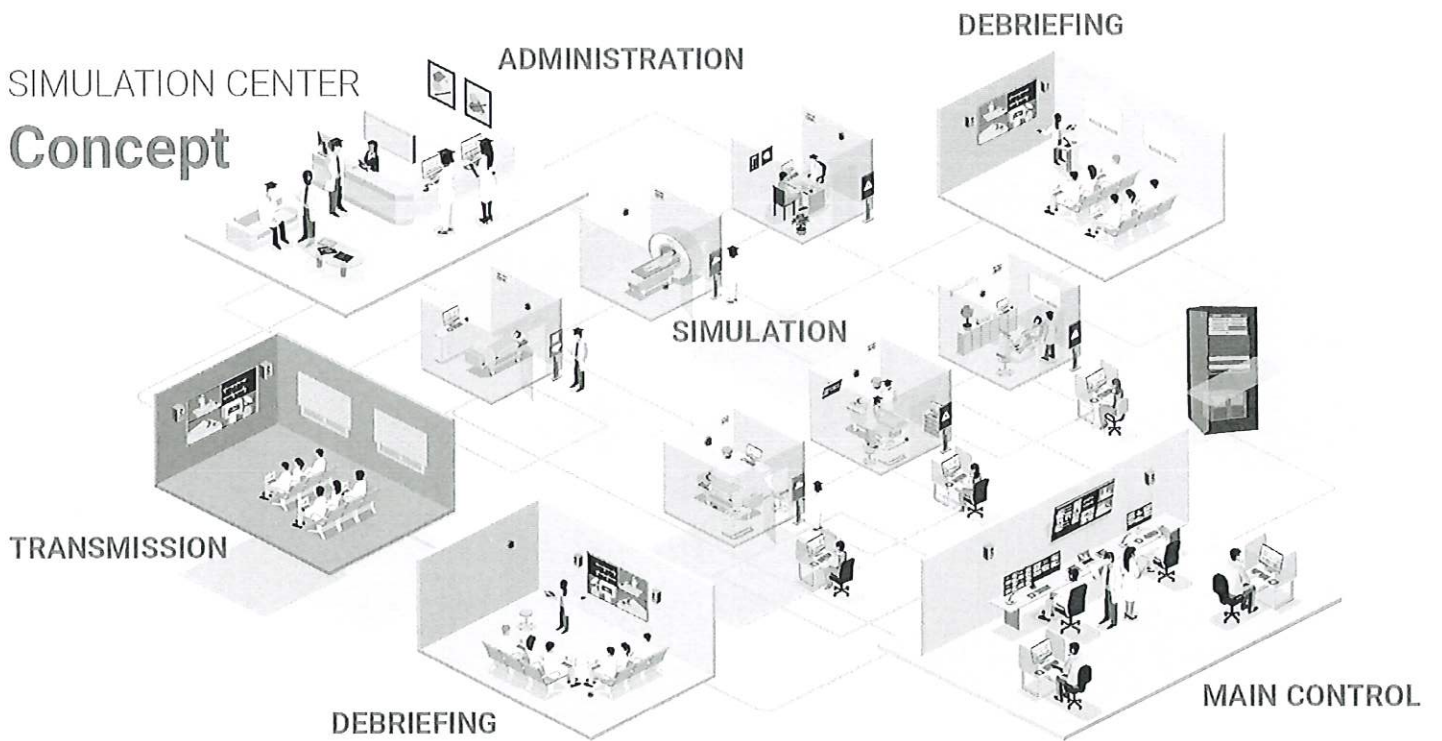 SIMULATION CENTER
Concept
ADMINISTRATION
DEBRIEFING
SIMULATION
TRANSMISSION
DEBRIEFING
MAIN CONTROL